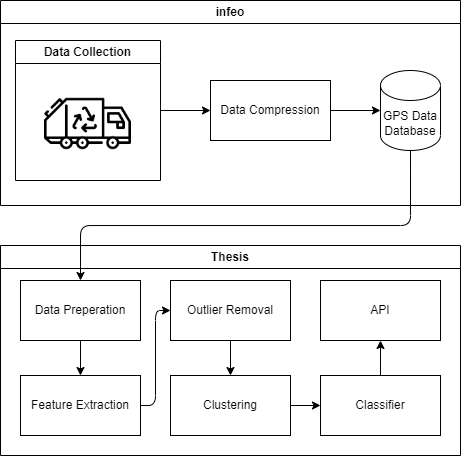 infeo
Data Collection
Data Compression
GPS Data
Database
Thesis
Data Preperation
Outlier Removal
API
Feature Extraction
Clustering
Classifier